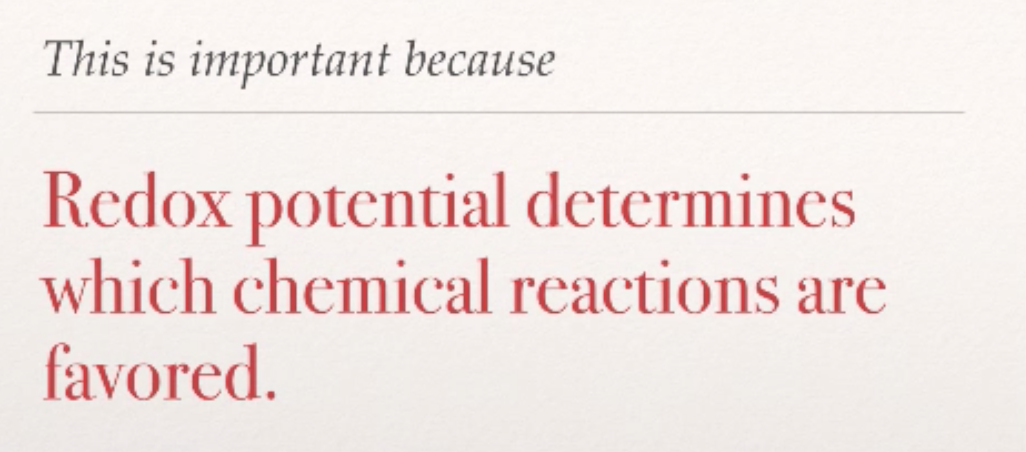 This is important because
Redox potential determines
which chemical reactions are
favored.